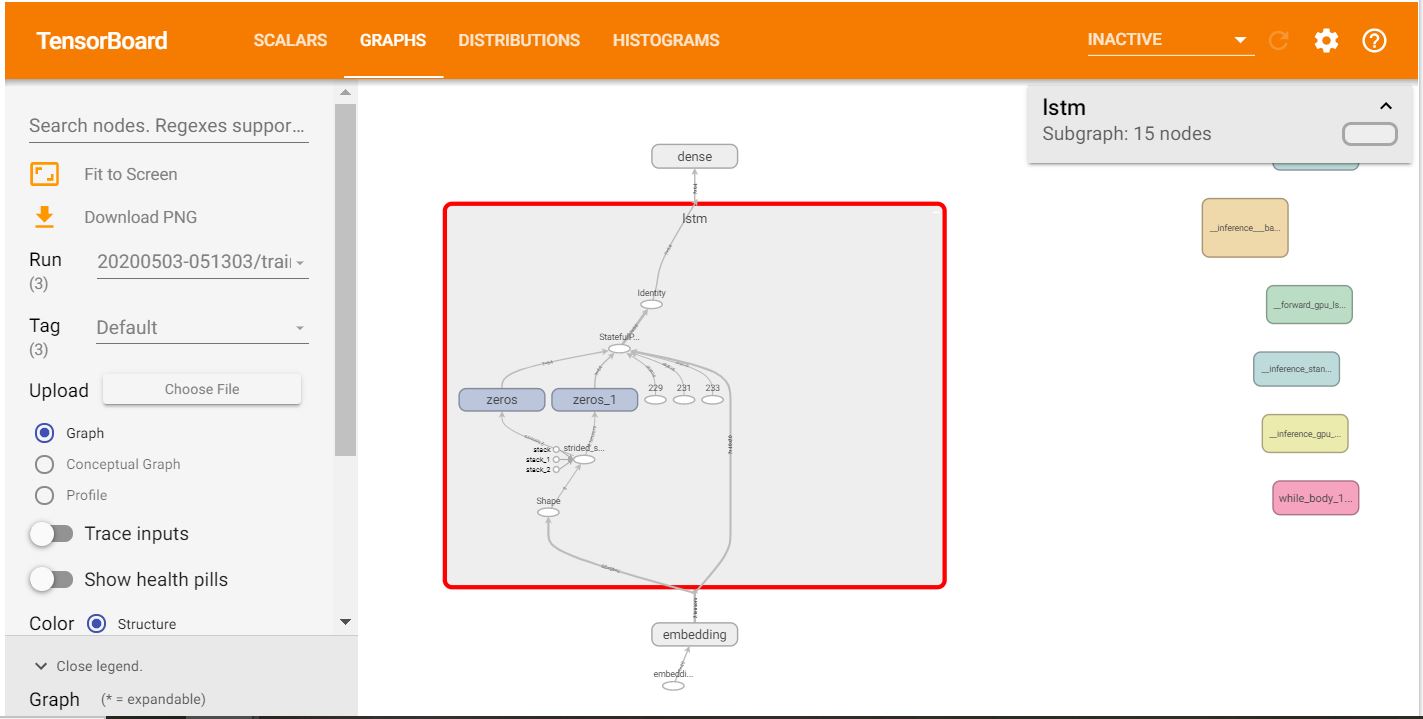 TensorBoard
SCALARS
GRAPHS
DISTRIBUTIONS
HISTOGRAMS
INACTIVE
Search nodes. Regexes suppor...
Fit to Screen
Download PNG
Run
(3)
20200503-051303/trai
Tag
(3)
Default
Upload
Choose File
Graph
Conceptual Graph
Profile
Trace inputs
Show health pills
Color
Structure
Close legend.
Graph
(* = expandable)
dense
lstm
Identity
StatefulP...
zeros
zeros_1
229
231
233
stack
stack_1
stack_2
strided_s...
Shape
embedding
embeddi...
lstm
Subgraph: 15 nodes
__inference___ba...
__forward_gpu_ls...
__inference_stan...
__inference_gpu_...
while_body_1...